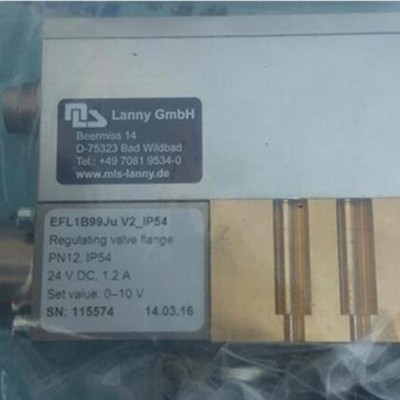 mls Lanny GmbH
Beermiss 14
D-75323 Bad Wildbad
Tel.: +49 7081 9534-0
www.mls-lanny.de
EFL1B99Ju V2_IP54
Regulating valve flange
PN12, IP54
24 V DC, 1.2 A
Set value: 0–10 V
SN: 115574 14.03.16